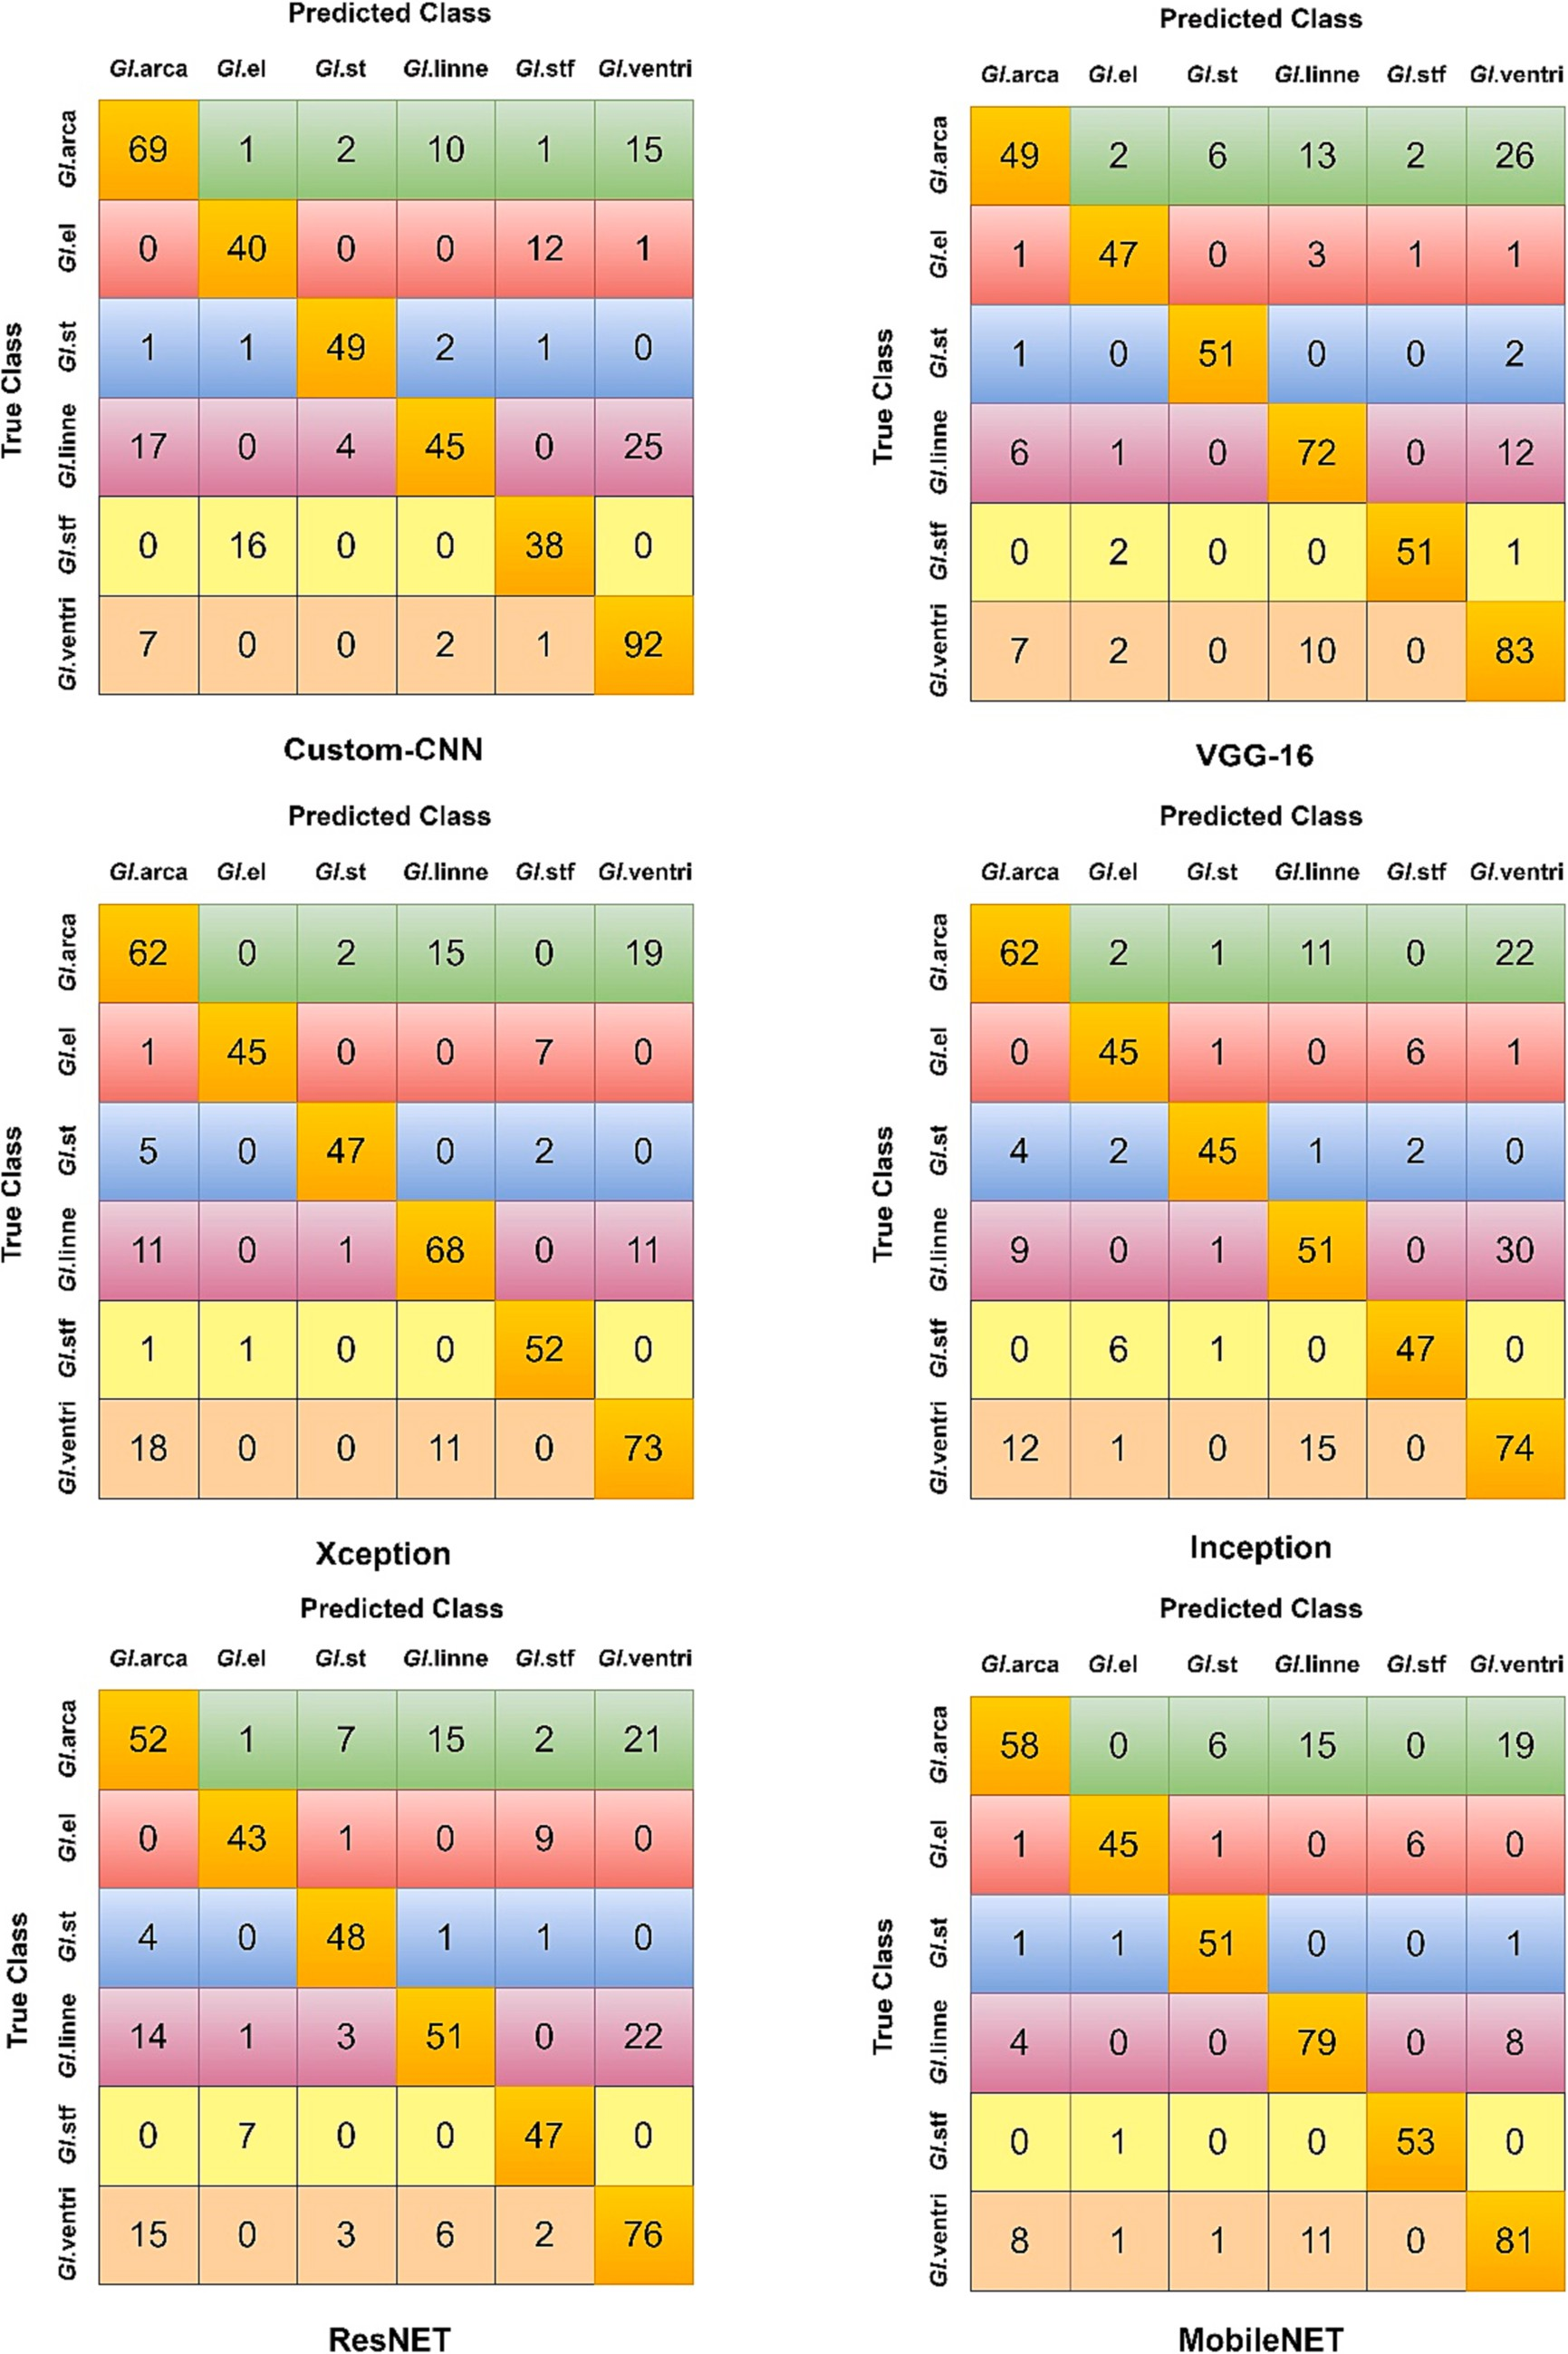 Predicted Class
Gl.arca Gl.el Gl.st Gl.linne Gl.stf Gl.ventri
True Class
Gl.arca 69 1 2 10 1 15
Gl.el 0 40 0 0 12 1
Gl.st 1 1 49 2 1 0
Gl.linne 17 0 4 45 0 25
Gl.stf 0 16 0 0 38 0
Gl.ventri 7 0 0 2 1 92
Custom-CNN
Predicted Class
Gl.arca Gl.el Gl.st Gl.linne Gl.stf Gl.ventri
True Class
Gl.arca 49 2 6 13 2 26
Gl.el 1 47 0 3 1 1
Gl.st 1 0 51 0 0 2
Gl.linne 6 1 0 72 0 12
Gl.stf 0 2 0 0 51 1
Gl.ventri 7 2 0 10 0 83
VGG-16
Predicted Class
Gl.arca Gl.el Gl.st Gl.linne Gl.stf Gl.ventri
True Class
Gl.arca 62 0 2 15 0 19
Gl.el 1 45 0 0 7 0
Gl.st 5 0 47 0 2 0
Gl.linne 11 0 1 68 0 11
Gl.stf 1 1 0 0 52 0
Gl.ventri 18 0 0 11 0 73
Xception
Predicted Class
Gl.arca Gl.el Gl.st Gl.linne Gl.stf Gl.ventri
True Class
Gl.arca 62 2 1 11 0 22
Gl.el 0 45 1 0 6 1
Gl.st 4 2 45 1 2 0
Gl.linne 9 0 1 51 0 30
Gl.stf 0 6 1 0 47 0
Gl.ventri 12 1 0 15 0 74
Inception
Predicted Class
Gl.arca Gl.el Gl.st Gl.linne Gl.stf Gl.ventri
True Class
Gl.arca 52 1 7 15 2 21
Gl.el 0 43 1 0 9 0
Gl.st 4 0 48 1 1 0
Gl.linne 14 1 3 51 0 22
Gl.stf 0 7 0 0 47 0
Gl.ventri 15 0 3 6 2 76
ResNET
Predicted Class
Gl.arca Gl.el Gl.st Gl.linne Gl.stf Gl.ventri
True Class
Gl.arca 58 0 6 15 0 19
Gl.el 1 45 1 0 6 0
Gl.st 1 1 51 0 0 1
Gl.linne 4 0 0 79 0 8
Gl.stf 0 1 0 0 53 0
Gl.ventri 8 1 1 11 0 81
MobileNET